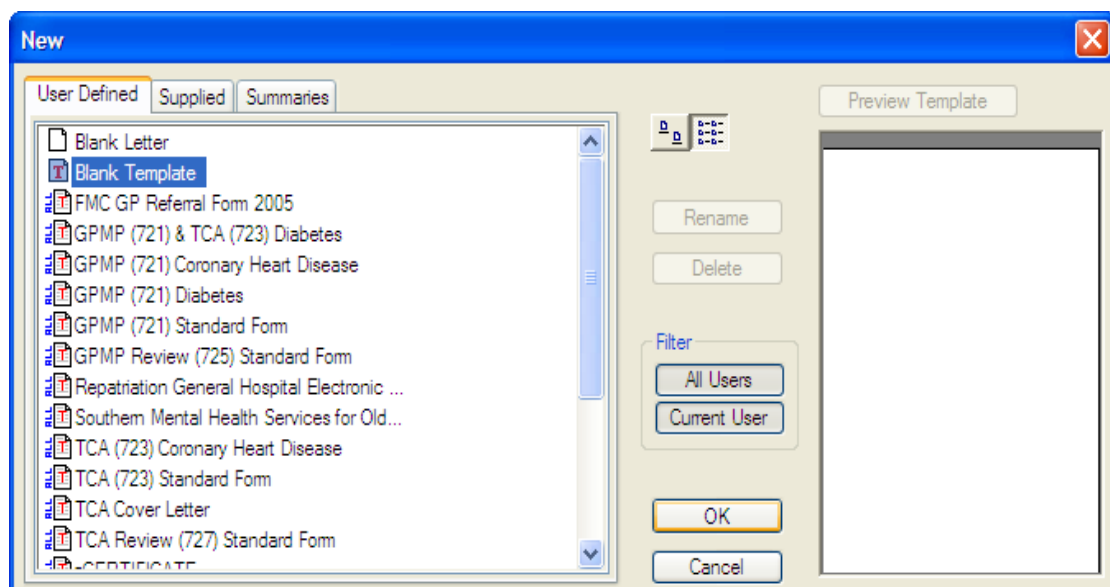 New
User Defined Supplied Summaries
Preview Template
Blank Letter
Blank Template
FMC GP Referral Form 2005
GPMP (721) & TCA (723) Diabetes
GPMP (721) Coronary Heart Disease
GPMP (721) Diabetes
GPMP (721) Standard Form
GPMP Review (725) Standard Form
Repatriation General Hospital Electronic ...
Southern Mental Health Services for Old...
TCA (723) Coronary Heart Disease
TCA (723) Standard Form
TCA Cover Letter
TCA Review (727) Standard Form
Rename
Delete
Filter
All Users
Current User
OK
Cancel